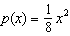 p(x) = 1/8 x²